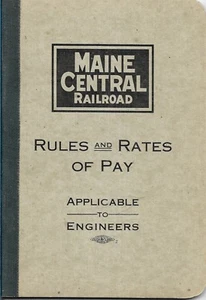 MAINE
CENTRAL
RAILROAD
RULES AND RATES
OF PAY
APPLICABLE
TO
ENGINEERS